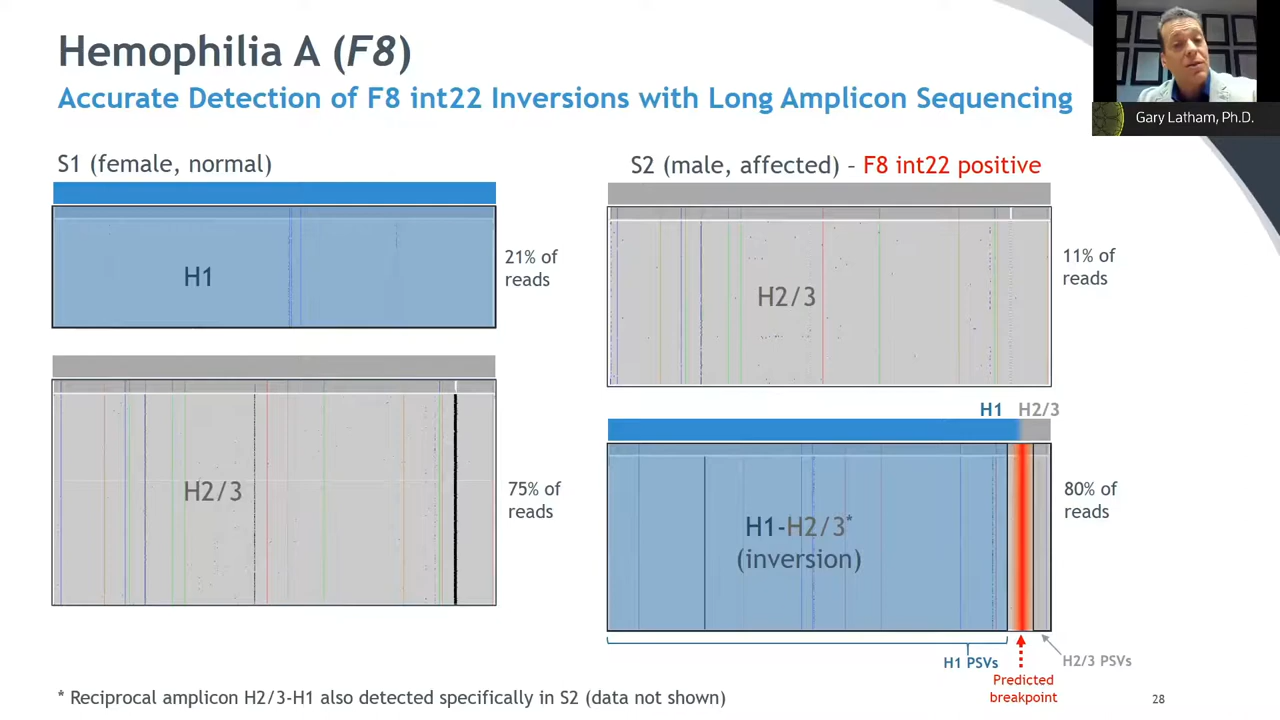 Hemophilia A (F8)
Accurate Detection of F8 int22 Inversions with Long Amplicon Sequencing
Gary Latham, Ph.D.
S1 (female, normal)
H1
21% of
reads
H2/3
75% of
reads
S2 (male, affected) – F8 int22 positive
H2/3
11% of
reads
H1 H2/3
H1-H2/3*
(inversion)
80% of
reads
H1 PSVs
H2/3 PSVs
Predicted
breakpoint
* Reciprocal amplicon H2/3-H1 also detected specifically in S2 (data not shown)
28